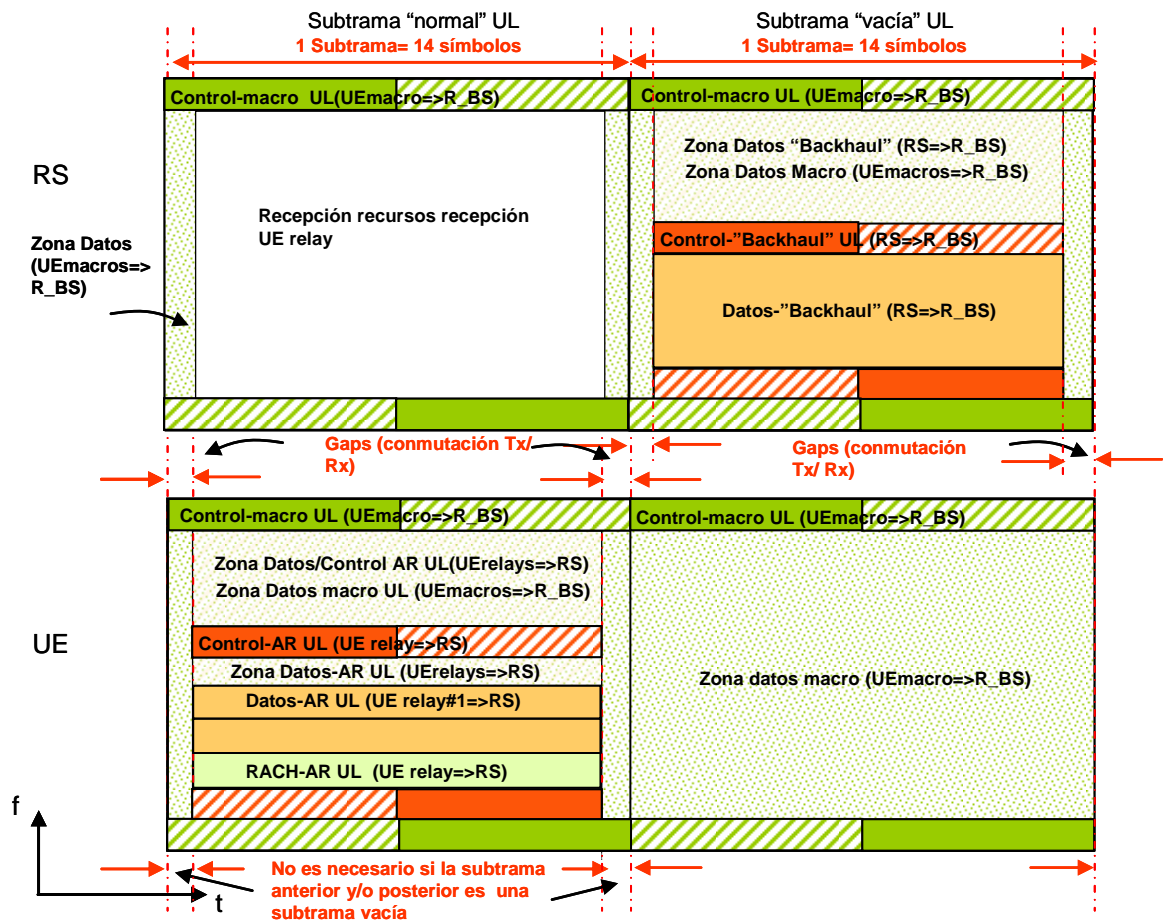 Subtrama “normal” UL
Subtrama “vacía” UL
1 Subtrama= 14 símbolos
1 Subtrama= 14 símbolos
Control-macro UL(UEmacro=>R_BS)
Control-macro UL (UEmacro=>R_BS)
RS
Zona Datos
(UEmacros=>
R_BS)
Recepción recursos recepción
UE relay
Zona Datos “Backhaul” (RS=>R_BS)
Zona Datos Macro (UEmacros=>R_BS)
Control-”Backhaul” UL (RS=>R_BS)
Datos-”Backhaul” (RS=>R_BS)
Gaps (conmutación Tx/
Rx)
Gaps (conmutación
Tx/ Rx)
Control-macro UL (UEmacro=>R_BS)
Control-macro UL (UEmacro=>R_BS)
UE
Zona Datos/Control AR UL(UErelays=>RS)
Zona Datos macro UL (UEmacros=>R_BS)
Control-AR UL (UE relay=>RS)
Zona Datos-AR UL (UErelays=>RS)
Datos-AR UL (UE relay#1=>RS)
RACH-AR UL (UE relay=>RS)
Zona datos macro (UEmacro=>R_BS)
f
t
No es necesario si la subtrama
anterior y/o posterior es una
subtrama vacía